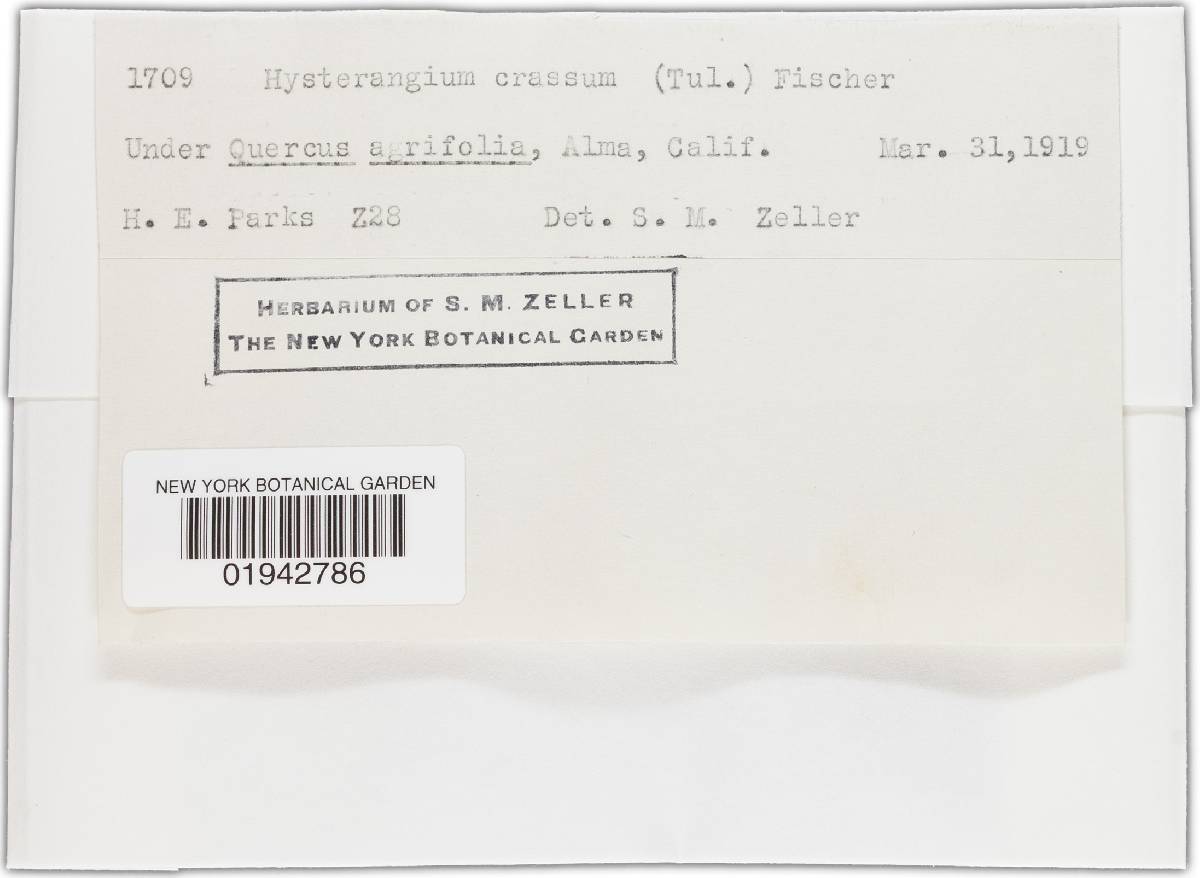 1709 Hysterangium crassum (Tul.) Fischer
Under Quercus agrifolia, Alma, Calif. Mar. 31,1919
H. E. Parks Z28 Det. S. M. Zeller
HERBARIUM OF S. M. ZELLER
THE NEW YORK BOTANICAL GARDEN
NEW YORK BOTANICAL GARDEN
01942786